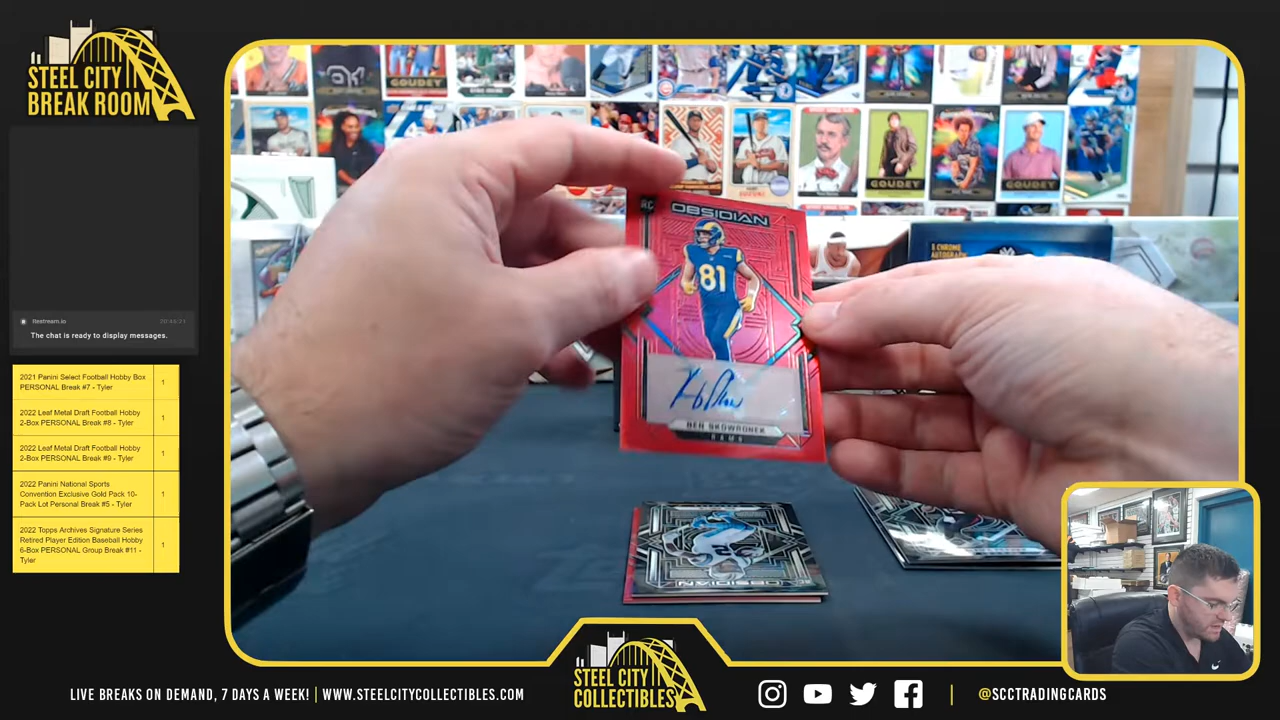 STEEL CITY
BREAK ROOM
Restream.io
The chat is ready to display messages.
2021 Panini Select Football Hobby Box
PERSONAL Break #7 - Tyler
1
2022 Leaf Metal Draft Football Hobby
2-Box PERSONAL Break #8 - Tyler
1
2022 Leaf Metal Draft Football Hobby
2-Box PERSONAL Break #9 - Tyler
1
2022 Panini National Sports
Convention Exclusive Gold Pack 10-
Pack Lot Personal Break #5 - Tyler
1
2022 Topps Archives Signature Series
Retired Player Edition Baseball Hobby
6-Box PERSONAL Group Break #11 -
Tyler
1
GOUDEY
GOUDEY
GOUDEY
RC
OBSIDIAN
81
BEN SKOWRONEK
RAMS
CHROME
AUTOGRAPH
OBSIDIAN
STEEL CITY
COLLECTIBLES
LIVE BREAKS ON DEMAND, 7 DAYS A WEEK! | WWW.STEELCITYCOLLECTIBLES.COM
@SCCTRADINGCARDS